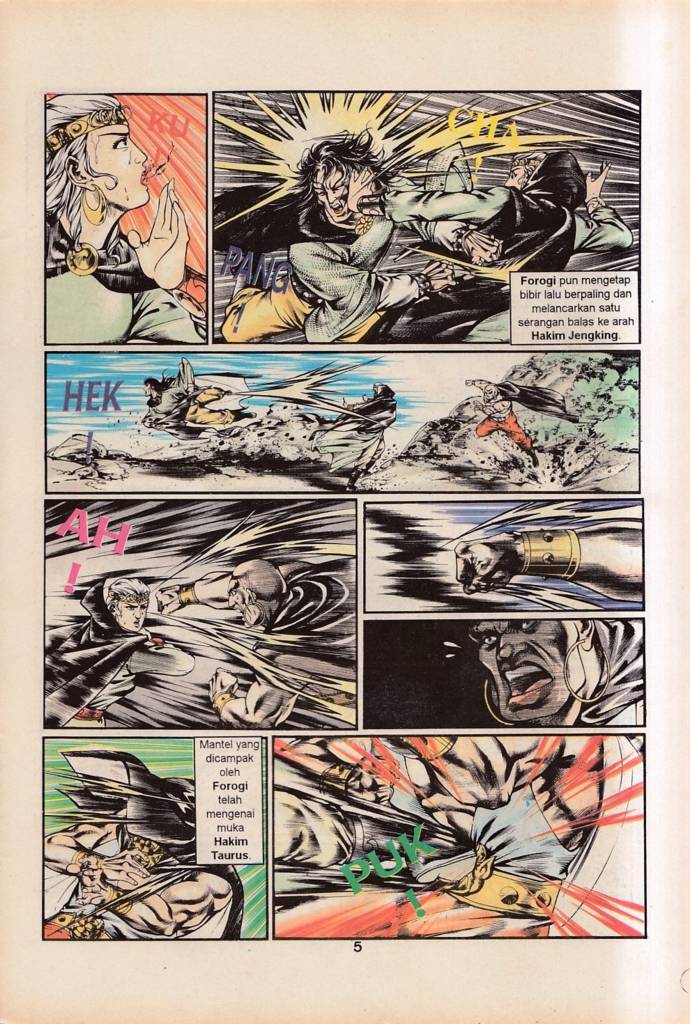 KU
!
CHA
!
PANG
!
Forogi pun mengetap
bibir lalu berpaling dan
melancarkan satu
serangan balas ke arah
Hakim Jengking.
HEK
!
AH
!
Mantel yang
dicampak
oleh
Forogi
telah
mengenai
muka
Hakim
Taurus.
PUK
!
5